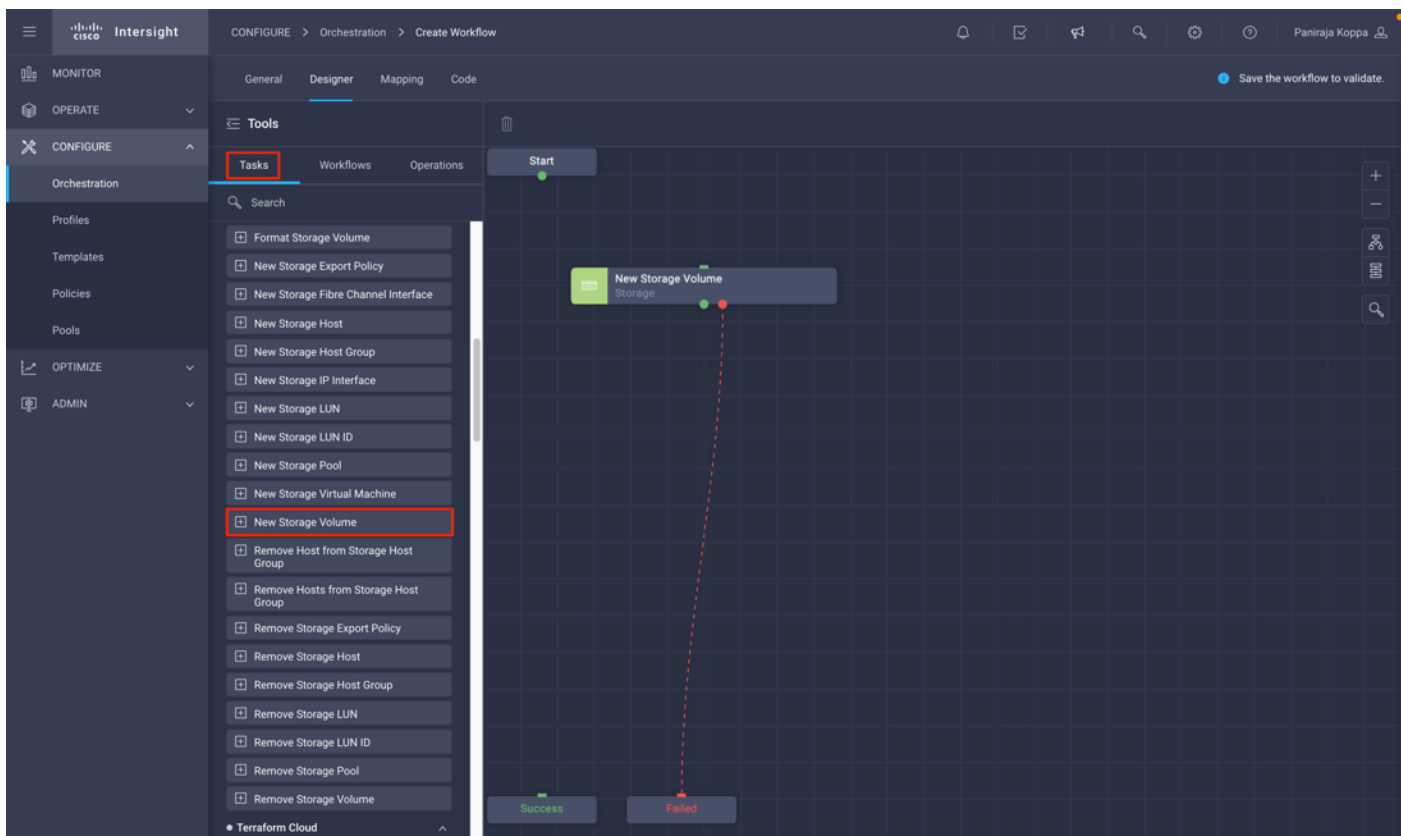 CISCO Intersight
CONFIGURE > Orchestration > Create Workflow
Paniraja Koppa
MONITOR
OPERATE
CONFIGURE
Orchestration
Profiles
Templates
Policies
Pools
OPTIMIZE
ADMIN
General Designer Mapping Code
Save the workflow to validate.
Tools
Tasks Workflows Operations
Search
Format Storage Volume
New Storage Export Policy
New Storage Fibre Channel Interface
New Storage Host
New Storage Host Group
New Storage IP Interface
New Storage LUN
New Storage LUN ID
New Storage Pool
New Storage Virtual Machine
New Storage Volume
Remove Host from Storage Host
Group
Remove Hosts from Storage Host
Group
Remove Storage Export Policy
Remove Storage Host
Remove Storage Host Group
Remove Storage LUN
Remove Storage LUN ID
Remove Storage Pool
Remove Storage Volume
Terraform Cloud
Start
New Storage Volume
Storage
Success
Failed